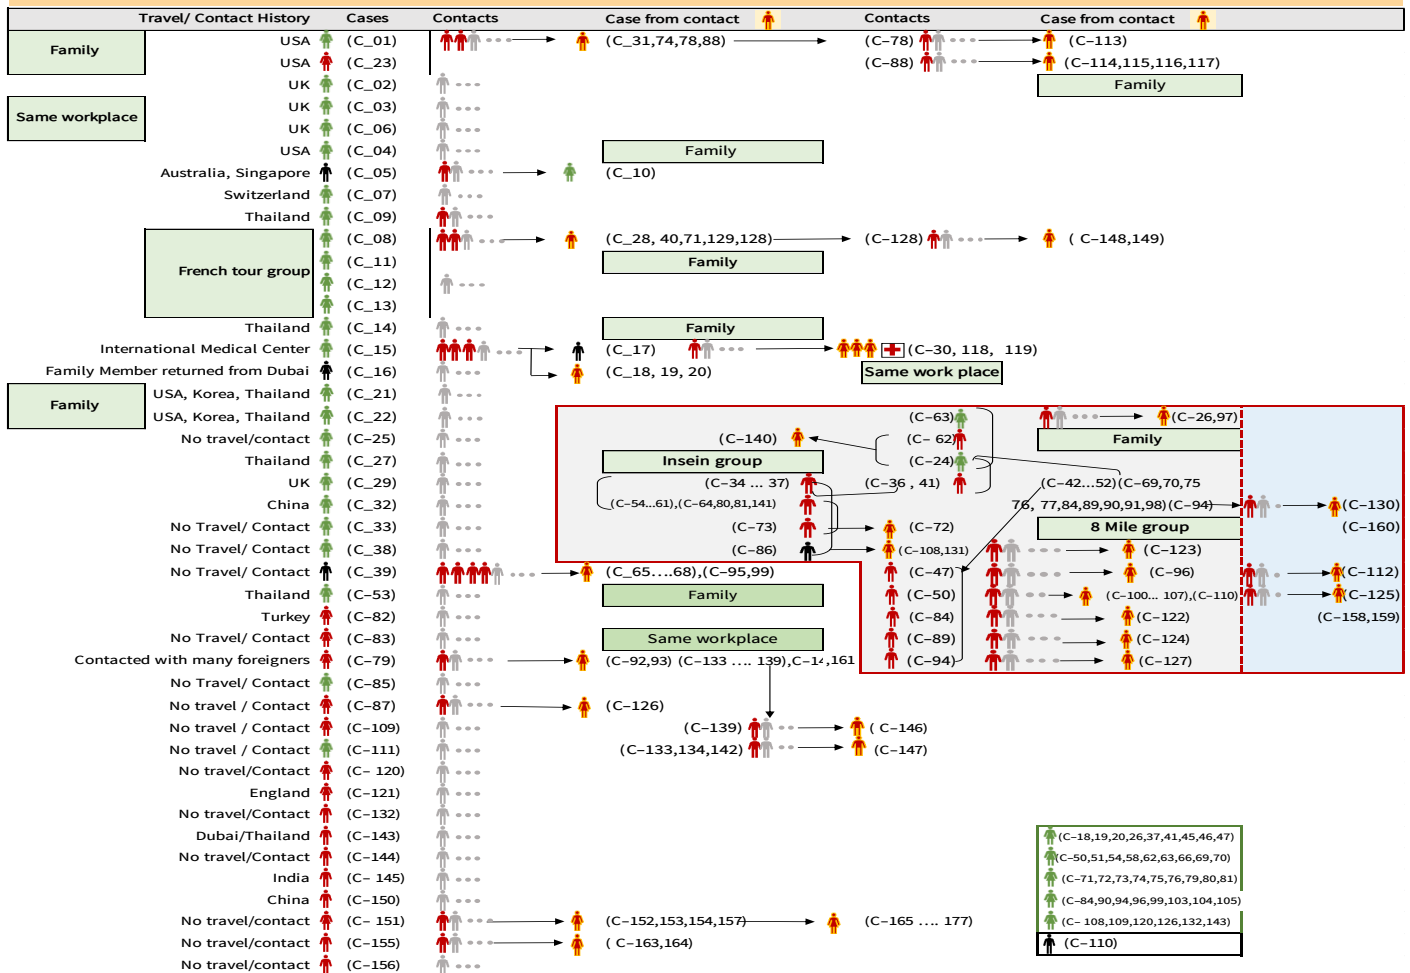 Travel/ Contact History Cases Contacts Case from contact Contacts Case from contact
Family
USA (C_01) (C_31,74,78,88) (C-78) (C-113)
USA (C_23) (C-88) (C-114,115,116,117)
UK (C_02) Family
Same workplace
UK (C_03)
UK (C_06)
USA (C_04) Family
Australia, Singapore (C_05) (C_10)
Switzerland (C_07)
Thailand (C_09)
French tour group
(C_08) (C_28, 40,71,129,128) (C-128) ( C-148,149)
(C_11) Family
(C_12)
(C_13)
Thailand (C_14) Family
International Medical Center (C_15) (C_17) (C-30, 118, 119)
Family Member returned from Dubai (C_16) (C_18, 19, 20) Same work place
Family
USA, Korea, Thailand (C_21)
USA, Korea, Thailand (C_22) (C-63) (C-26,97)
No travel/contact (C-25) (C-140) (C- 62) Family
Thailand (C_27) Insein group (C-24)
UK (C_29) (C-34 ... 37) (C-36 , 41) (C-42...52)(C-69,70,75
China (C_32) (C-54...61),(C-64,80,81,141) 76, 77,84,89,90,91,98)(C-94) (C-130)
No Travel/ Contact (C_33) (C-73) (C-72) 8 Mile group (C-160)
No Travel/ Contact (C_38) (C-86) (C-108,131) (C-123)
No Travel/ Contact (C_39) (C_65....68),(C-95,99) (C-47) (C-96) (C-112)
Thailand (C-53) Family (C-50) (C-100... 107),(C-110) (C-125)
Turkey (C-82) (C-84) (C-122) (C-158,159)
No Travel/ Contact (C-83) Same workplace (C-89) (C-124)
Contacted with many foreigners (C-79) (C-92,93) (C-133 .... 139),C-14,161 (C-94) (C-127)
No Travel/ Contact (C-85)
No travel / Contact (C-87) (C-126)
No travel / Contact (C-109) (C-139) ( C-146)
No travel / Contact (C-111) (C-133,134,142) (C-147)
No travel/Contact (C- 120)
England (C-121)
No travel/Contact (C-132)
Dubai/Thailand (C-143) (C-18,19,20,26,37,41,45,46,47)
No travel/Contact (C-144) (C-50,51,54,58,62,63,66,69,70)
India (C- 145) (C-71,72,73,74,75,76,79,80,81)
China (C-150) (C-84,90,94,96,99,103,104,105)
No travel/contact (C- 151) (C-152,153,154,157) (C-165 .... 177) (C- 108,109,120,126,132,143)
No travel/contact (C-155) ( C-163,164) (C-110)
No travel/contact (C-156)